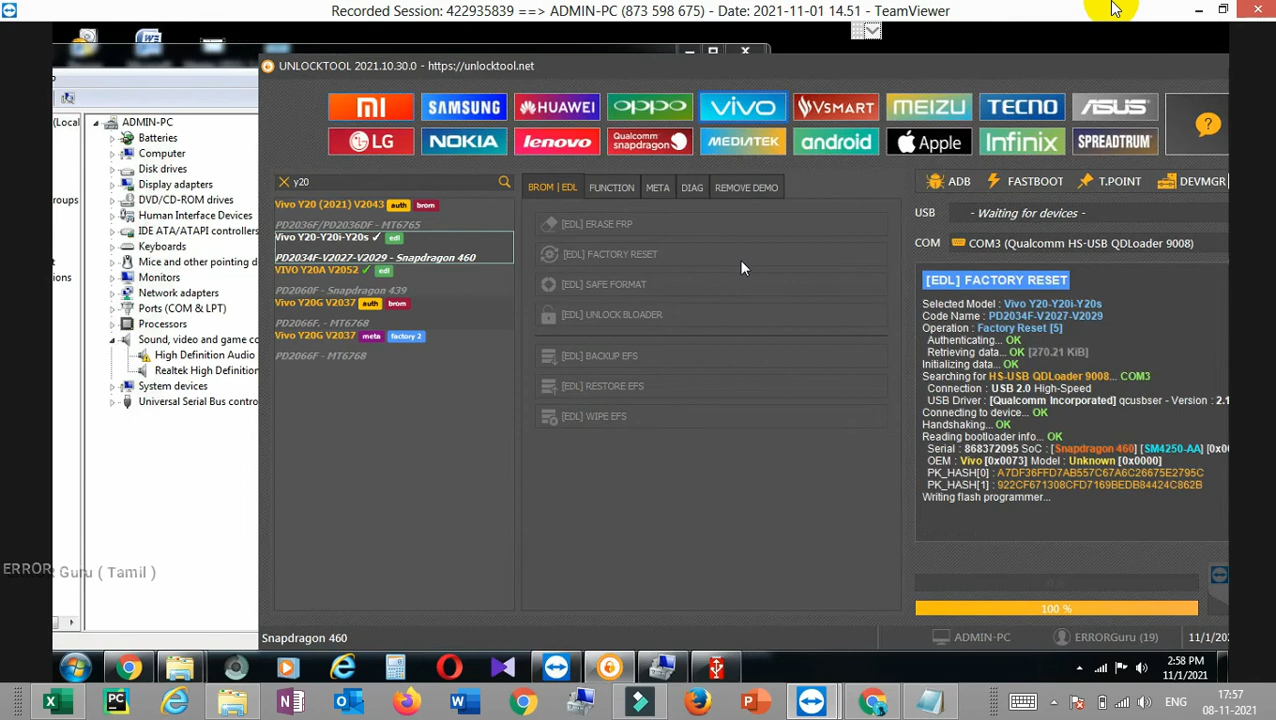 Recorded Session: 422935839 ==> ADMIN-PC (873 598 675) - Date: 2021-11-01 14.51 - TeamViewer
UNLOCKTOOL 2021.10.30.0 - https://unlocktool.net
MI SAMSUNG HUAWEI OPPO VIVO VSMART MEIZU TECNO ASUS
LG NOKIA lenovo Qualcomm snapdragon MEDIATEK android Apple Infinix SPREADTRUM
?
(Local
ADMIN-PC
Batteries
Computer
Disk drives
Display adapters
DVD/CD-ROM drives
Human Interface Devices
IDE ATA/ATAPI controllers
Keyboards
Mice and other pointing d
Monitors
Network adapters
Ports (COM & LPT)
Processors
Sound, video and game co
High Definition Audio
Realtek High Definition
System devices
Universal Serial Bus contro
roups
y20
Vivo Y20 (2021) V2043 auth brom
PD2036F/PD2036DF - MT6765
Vivo Y20-Y20i-Y20s ✓ edl
PD2034F-V2027-V2029 - Snapdragon 460
VIVO Y20A V2052 ✓ edl
PD2060F - Snapdragon 439
Vivo Y20G V2037 auth brom
PD2066F. - MT6768
Vivo Y20G V2037 meta factory 2
PD2066F - MT6768
BROM | EDL FUNCTION META DIAG REMOVE DEMO
[EDL] ERASE FRP
[EDL] FACTORY RESET
[EDL] SAFE FORMAT
[EDL] UNLOCK BLOADER
[EDL] BACKUP EFS
[EDL] RESTORE EFS
[EDL] WIPE EFS
ADB FASTBOOT T.POINT DEVMGR
USB - Waiting for devices -
COM COM3 (Qualcomm HS-USB QDLoader 9008)
[EDL] FACTORY RESET
Selected Model : Vivo Y20-Y20i-Y20s
Code Name : PD2034F-V2027-V2029
Operation : Factory Reset [5]
Authenticating... OK
Retrieving data... OK [270.21 KiB]
Initializing data... OK
Searching for HS-USB QDLoader 9008... COM3
Connection : USB 2.0 High-Speed
USB Driver : [Qualcomm Incorporated] qcusbser - Version : 2.1
Connecting to device... OK
Handshaking... OK
Reading bootloader info... OK
Serial : 868372095 SoC : [Snapdragon 460] [SM4250-AA] [0x00
OEM : Vivo [0x0073] Model : Unknown [0x0000]
PK_HASH[0] : A7DF36FFD7AB557C67A6C26675E2795C
PK_HASH[1] : 922CF671308CFD7169BEDB84424C862B
Writing flash programmer...
ERROR: Guru ( Tamil )
100 %
Snapdragon 460
ADMIN-PC ERRORGuru (19) 11/1/202
2:58 PM
11/1/2021
ENG
17:57
08-11-2021